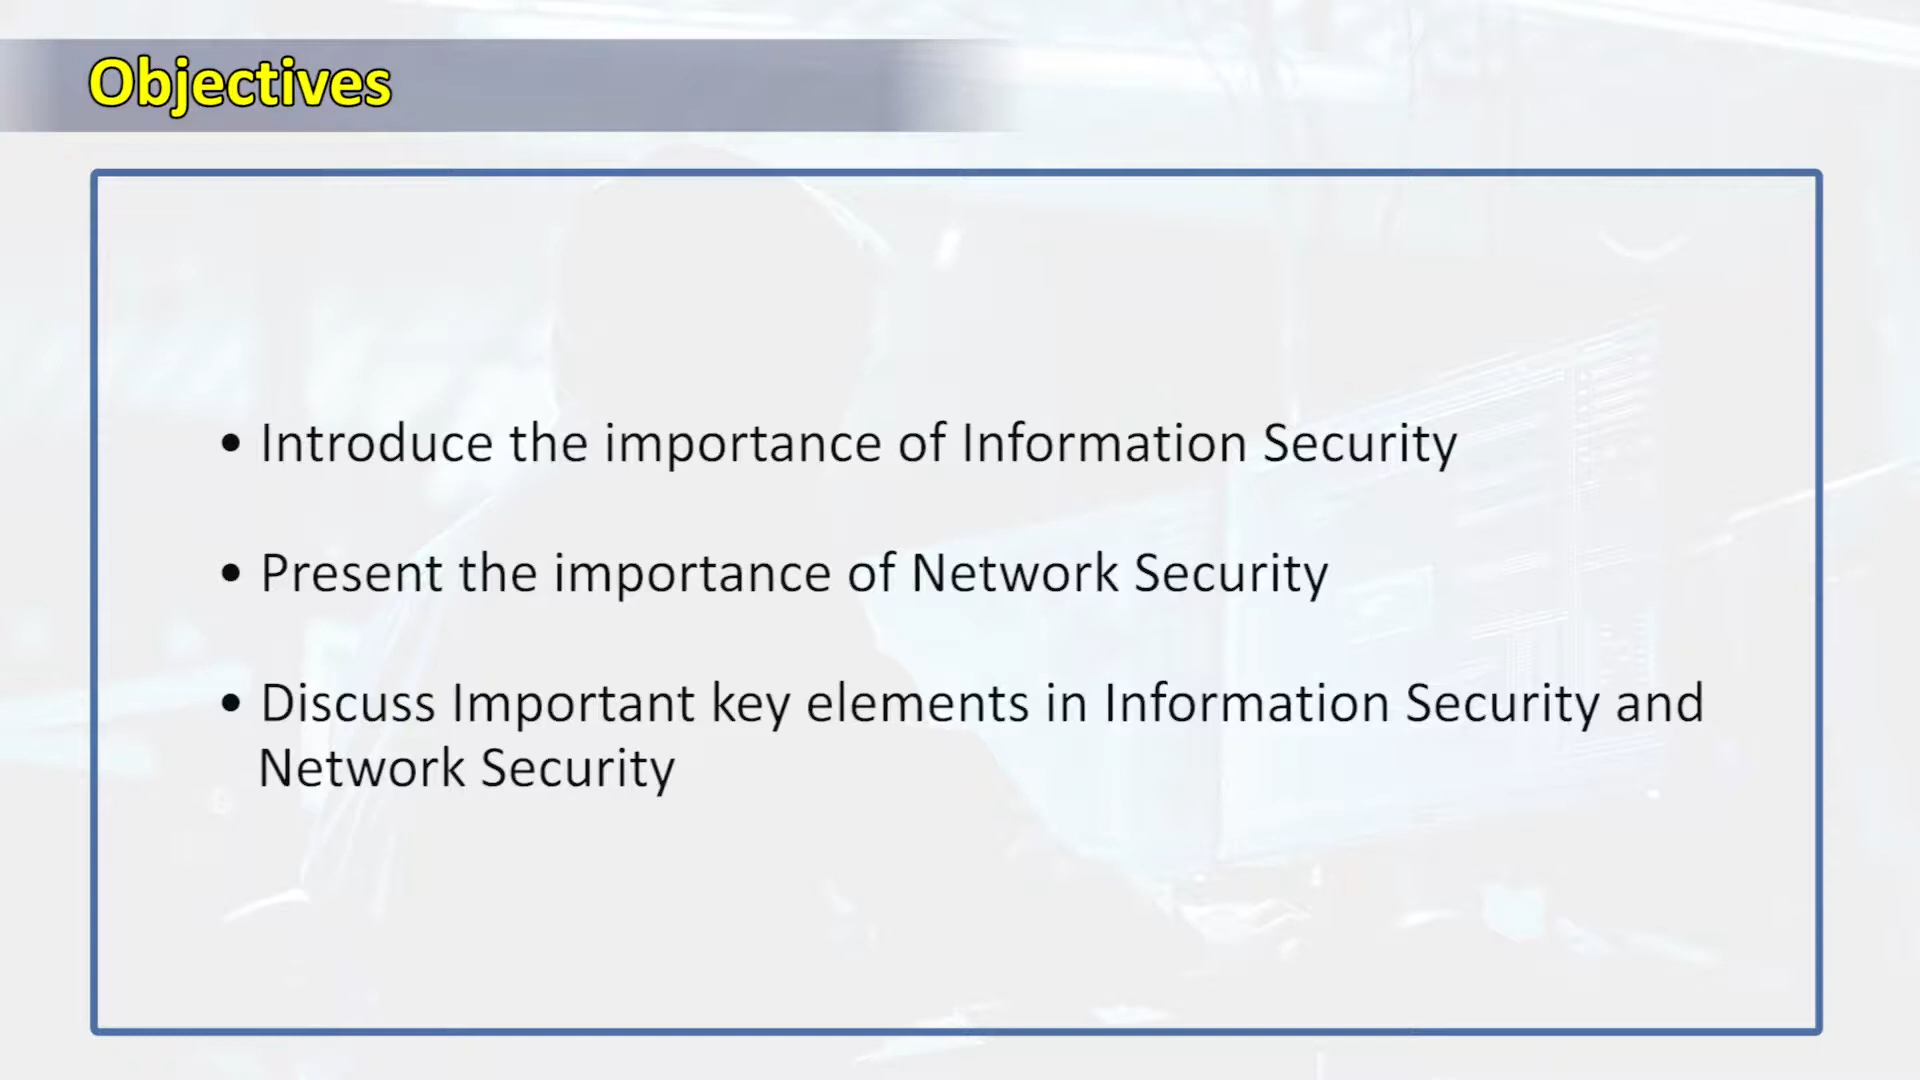 Objectives
• Introduce the importance of Information Security
• Present the importance of Network Security
• Discuss Important key elements in Information Security and
Network Security